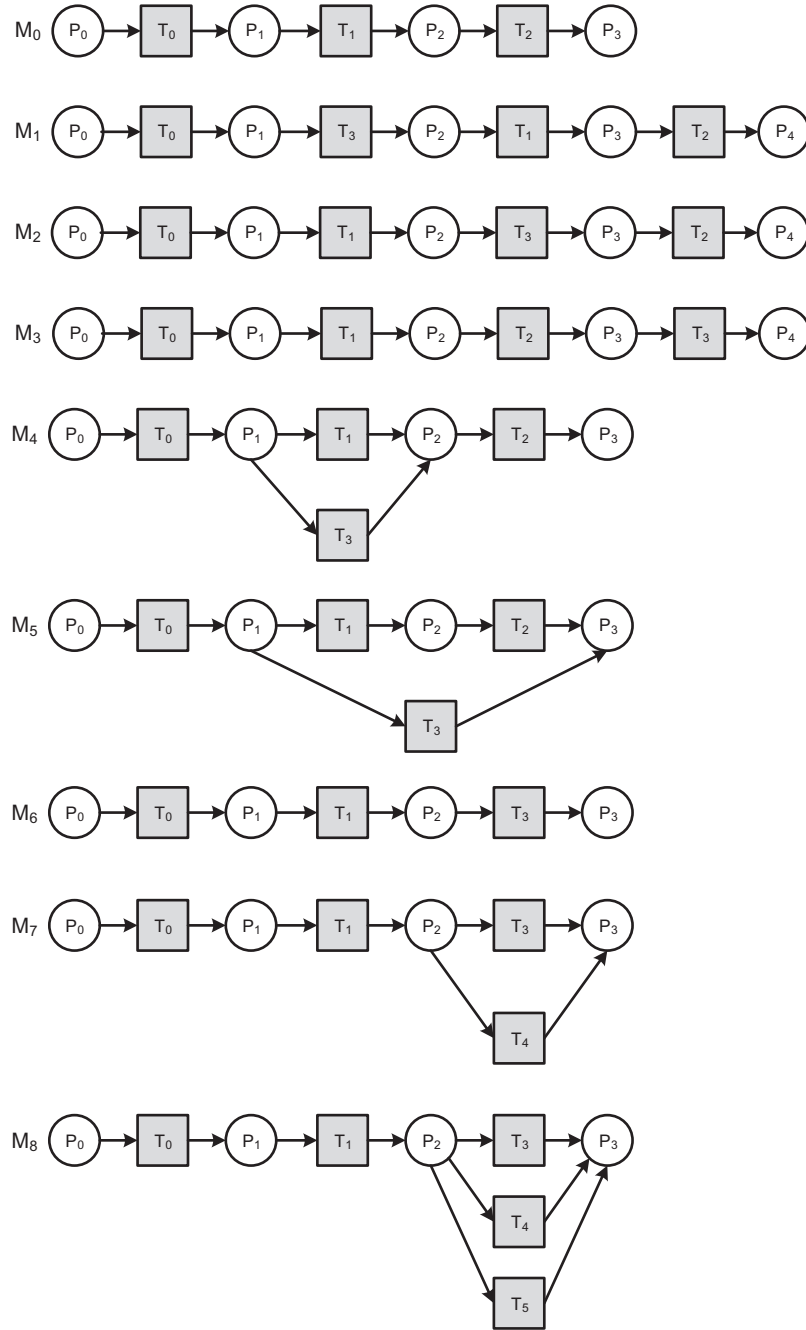 M0 P0 T0 P1 T1 P2 T2 P3
M1 P0 T0 P1 T3 P2 T1 P3 T2 P4
M2 P0 T0 P1 T1 P2 T3 P3 T2 P4
M3 P0 T0 P1 T1 P2 T2 P3 T3 P4
M4 P0 T0 P1 T1 P2 T2 P3
T3
M5 P0 T0 P1 T1 P2 T2 P3
T3
M6 P0 T0 P1 T1 P2 T3 P3
M7 P0 T0 P1 T1 P2 T3 P3
T4
M8 P0 T0 P1 T1 P2 T3 P3
T4
T5